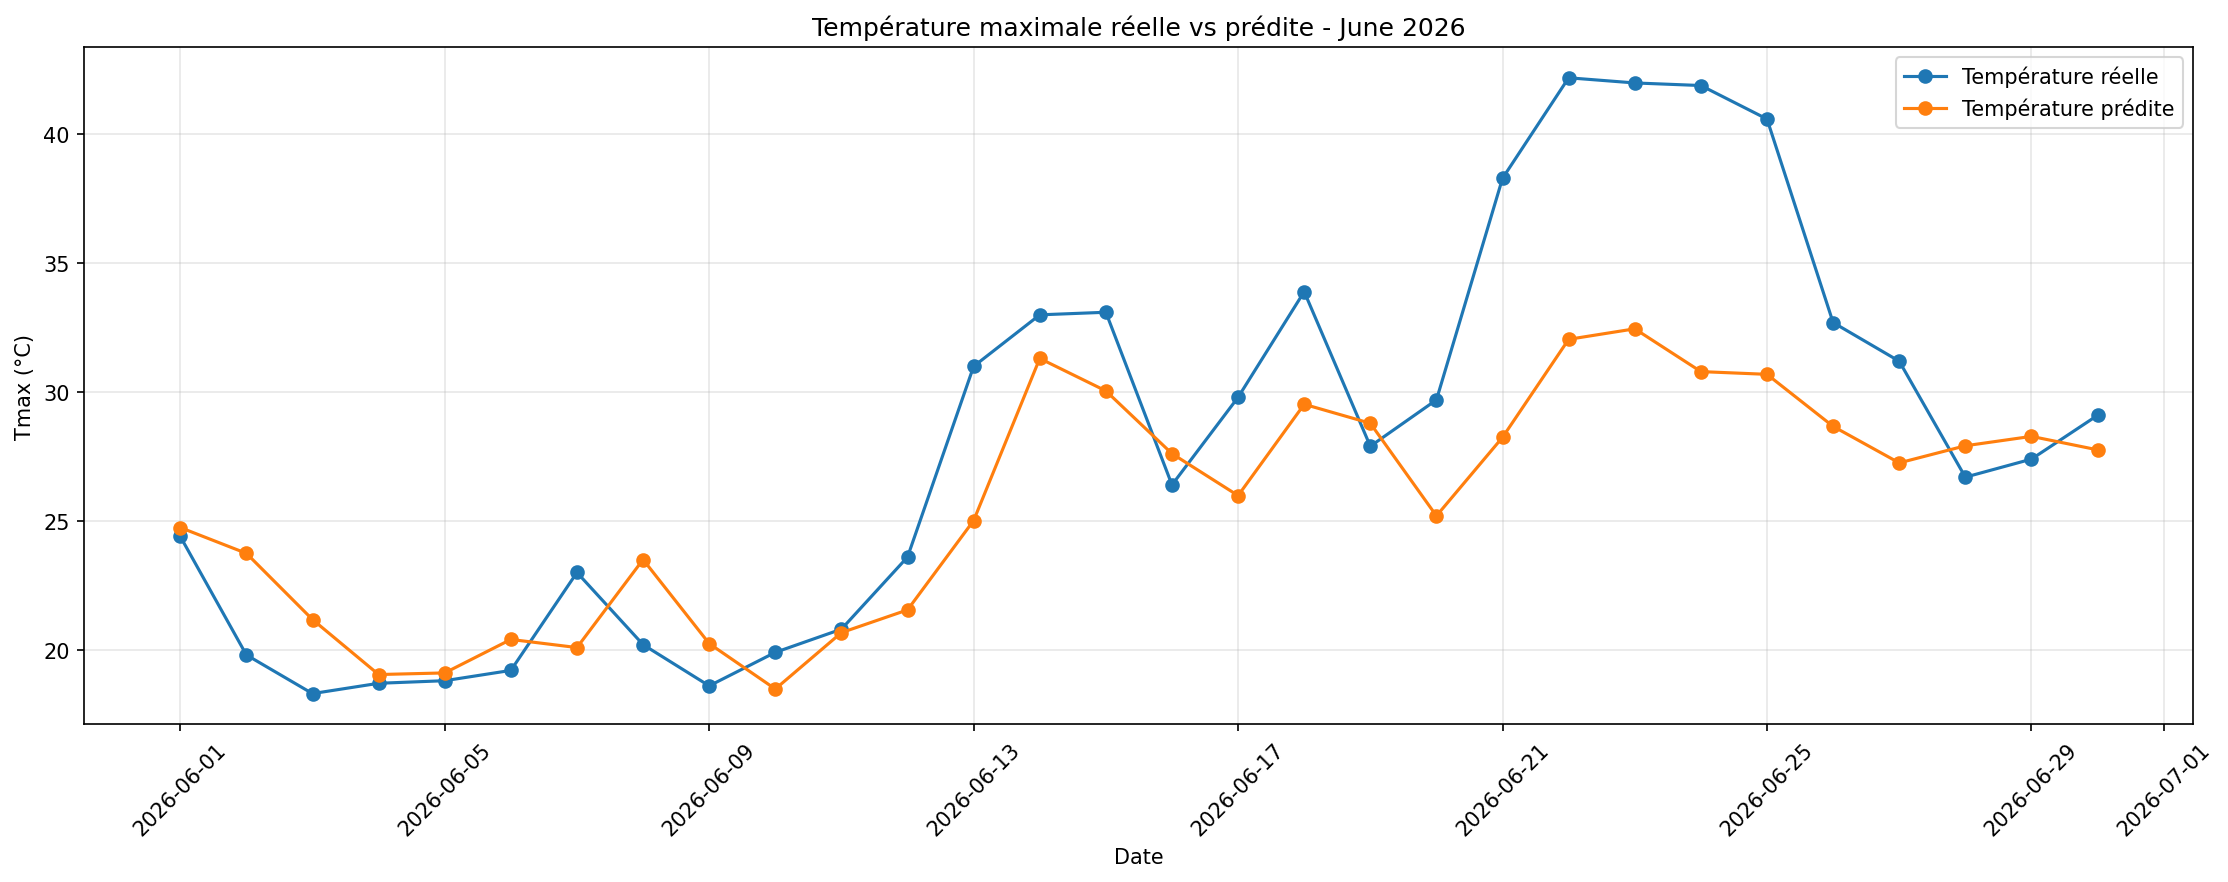 Température maximale réelle vs prédite - June 2026
Température réelle
Température prédite
Tmax (°C)
40
35
30
25
20
2026-06-01
2026-06-05
2026-06-09
2026-06-13
2026-06-17
2026-06-21
2026-06-25
2026-06-29
2026-07-01
Date